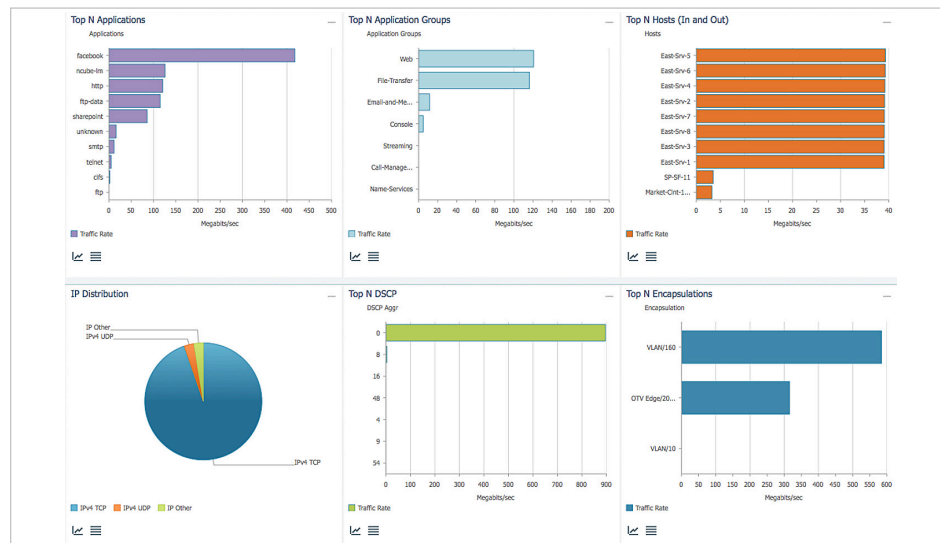 Top N Applications
Applications
facebook
ncube-lm
http
ftp-data
sharepoint
unknown
smtp
telnet
cifs
ftp
0 50 100 150 200 250 300 350 400 450 500
Megabits/sec
Traffic Rate
Top N Application Groups
Application Groups
Web
File-Transfer
Email-and-Me...
Console
Streaming
Call-Manage...
Name-Services
0 20 40 60 80 100 120 140 160 180 200
Megabits/sec
Traffic Rate
Top N Hosts (In and Out)
Hosts
East-Srv-5
East-Srv-6
East-Srv-4
East-Srv-2
East-Srv-7
East-Srv-8
East-Srv-3
East-Srv-1
SP-SF-11
Market-Clnt-1...
0 5 10 15 20 25 30 35 40
Megabits/sec
Traffic Rate
IP Distribution
IP Other
IPv4 UDP
IPv4 TCP
IPv4 TCP IPv4 UDP IP Other
Top N DSCP
DSCP Aggr
0
8
16
48
4
9
54
0 100 200 300 400 500 600 700 800 900
Megabits/sec
Traffic Rate
Top N Encapsulations
Encapsulation
VLAN/160
OTV Edge/20...
VLAN/10
0 50 100 150 200 250 300 350 400 450 500 550 600
Megabits/sec
Traffic Rate